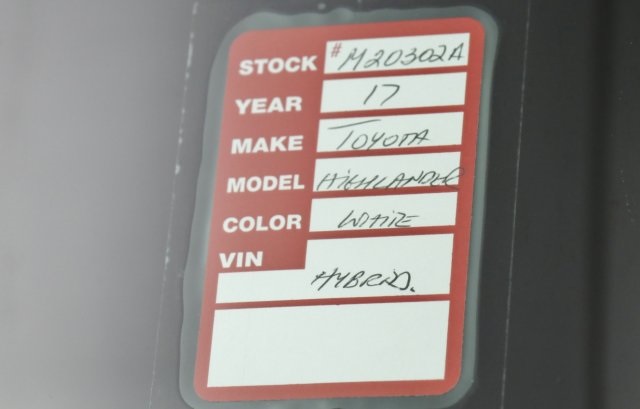 STOCK # M20302A
YEAR 17
MAKE TOYOTA
MODEL HIGHLANDER
COLOR WHITE
VIN
HYBRID.